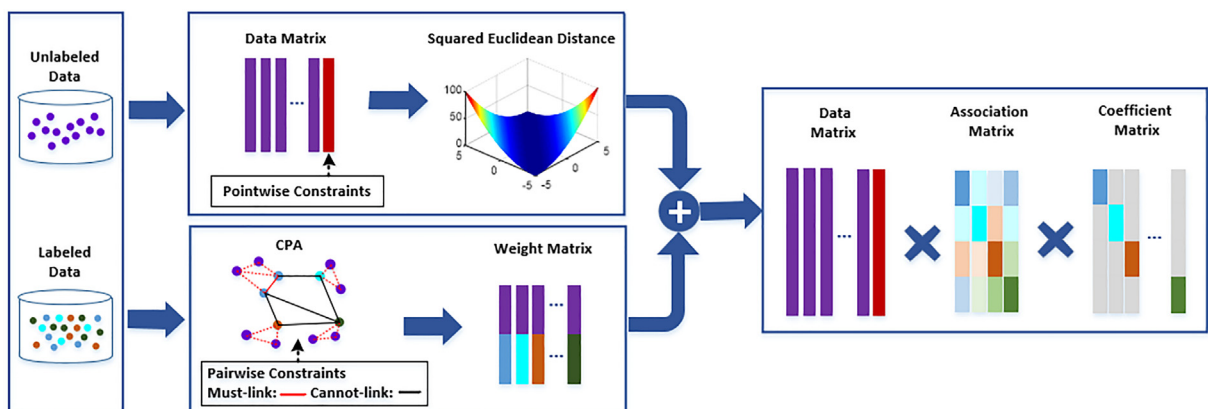 Unlabeled
Data
Labeled
Data
Data Matrix
...
Pointwise Constraints
Squared Euclidean Distance
100
50
0
5
0
-5
-5
0
5
CPA
Pairwise Constraints
Must-link: Cannot-link:
Weight Matrix
...
...
+
Data
Matrix
...
×
Association
Matrix
×
Coefficient
Matrix
...